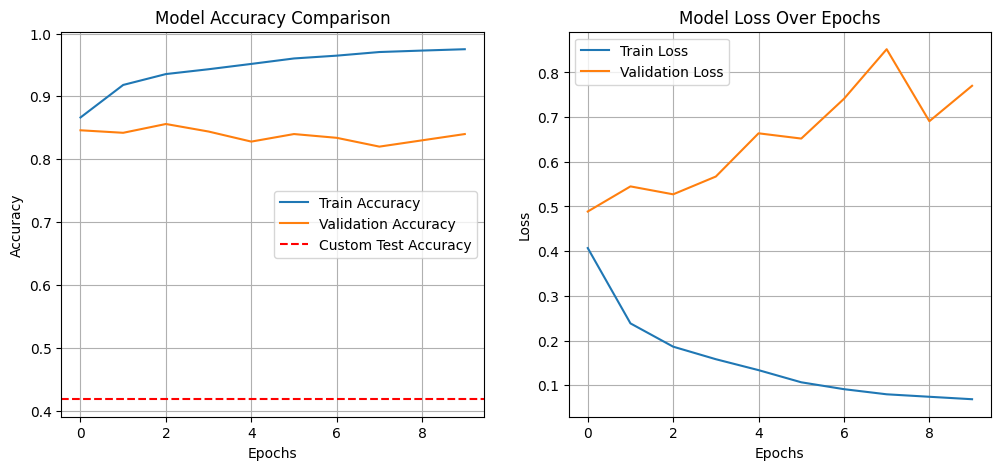 Model Accuracy Comparison
1.0
0.9
0.8
0.7
0.6
0.5
0.4
Accuracy
Train Accuracy
Validation Accuracy
Custom Test Accuracy
0 2 4 6 8
Epochs
Model Loss Over Epochs
Train Loss
Validation Loss
0.8
0.7
0.6
0.5
0.4
0.3
0.2
0.1
Loss
0 2 4 6 8
Epochs